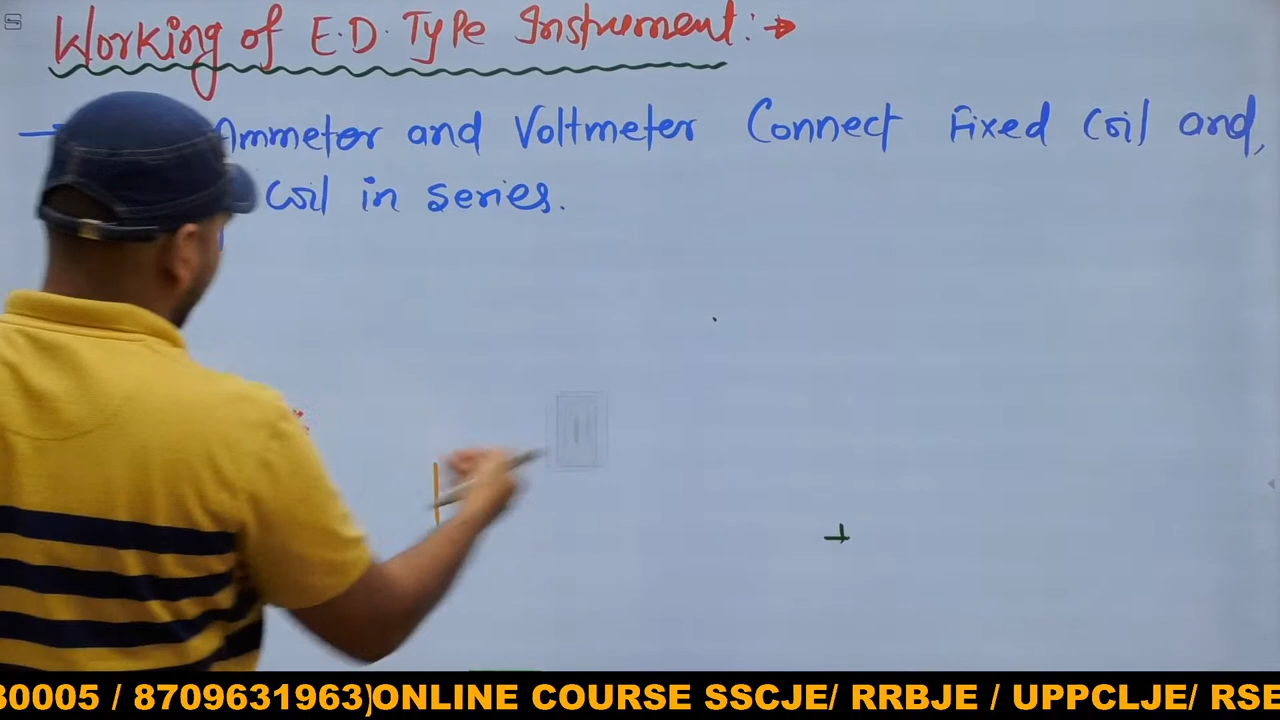 Working of E.D. Type Instrument :→
→ Ammeter and Voltmeter Connect Fixed Coil and,
Coil in series.
30005 / 8709631963) ONLINE COURSE SSCJE/ RRBJE / UPPCLJE/ RSE